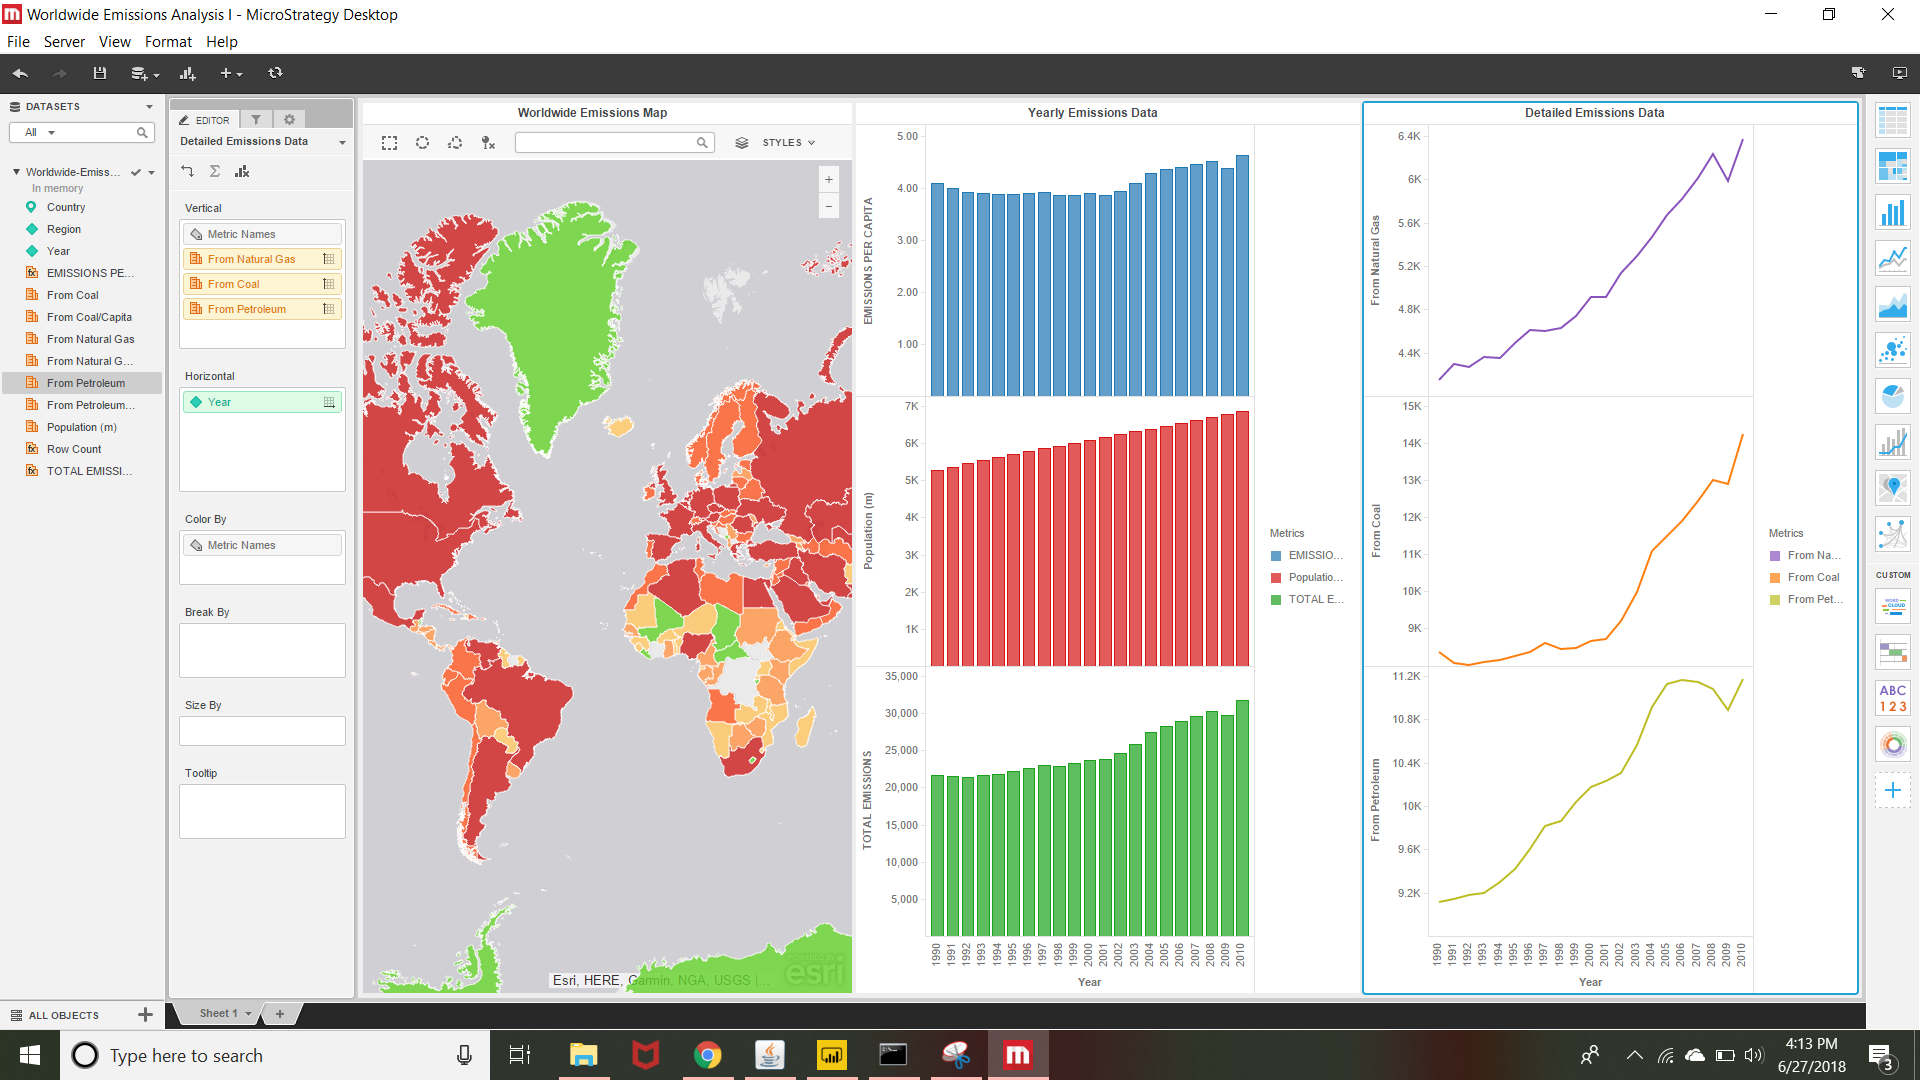 Worldwide Emissions Analysis I - MicroStrategy Desktop
File Server View Format Help
DATASETS
All
Worldwide-Emiss...
In memory
Country
Region
Year
EMISSIONS PE...
From Coal
From Coal/Capita
From Natural Gas
From Natural G...
From Petroleum
From Petroleum...
Population (m)
Row Count
TOTAL EMISSI...
ALL OBJECTS
EDITOR
Detailed Emissions Data
Vertical
Metric Names
From Natural Gas
From Coal
From Petroleum
Horizontal
Year
Color By
Metric Names
Break By
Size By
Tooltip
Worldwide Emissions Map
STYLES
+
−
Esri, HERE, Garmin, NGA, USGS |...
POWERED BY
esri
Yearly Emissions Data
EMISSIONS PER CAPITA
5.00
4.00
3.00
2.00
1.00
Population (m)
7K
6K
5K
4K
3K
2K
1K
TOTAL EMISSIONS
35,000
30,000
25,000
20,000
15,000
10,000
5,000
1990 1991 1992 1993 1994 1995 1996 1997 1998 1999 2000 2001 2002 2003 2004 2005 2006 2007 2008 2009 2010
Year
Metrics
EMISSIO...
Populatio...
TOTAL E...
Detailed Emissions Data
From Natural Gas
6.4K
6K
5.6K
5.2K
4.8K
4.4K
From Coal
15K
14K
13K
12K
11K
10K
9K
From Petroleum
11.2K
10.8K
10.4K
10K
9.6K
9.2K
1990 1991 1992 1993 1994 1995 1996 1997 1998 1999 2000 2001 2002 2003 2004 2005 2006 2007 2008 2009 2010
Year
Metrics
From Na...
From Coal
From Pet...
CUSTOM
WORD
CLOUD
ABC
123
Sheet 1
Type here to search
4:13 PM
6/27/2018
3